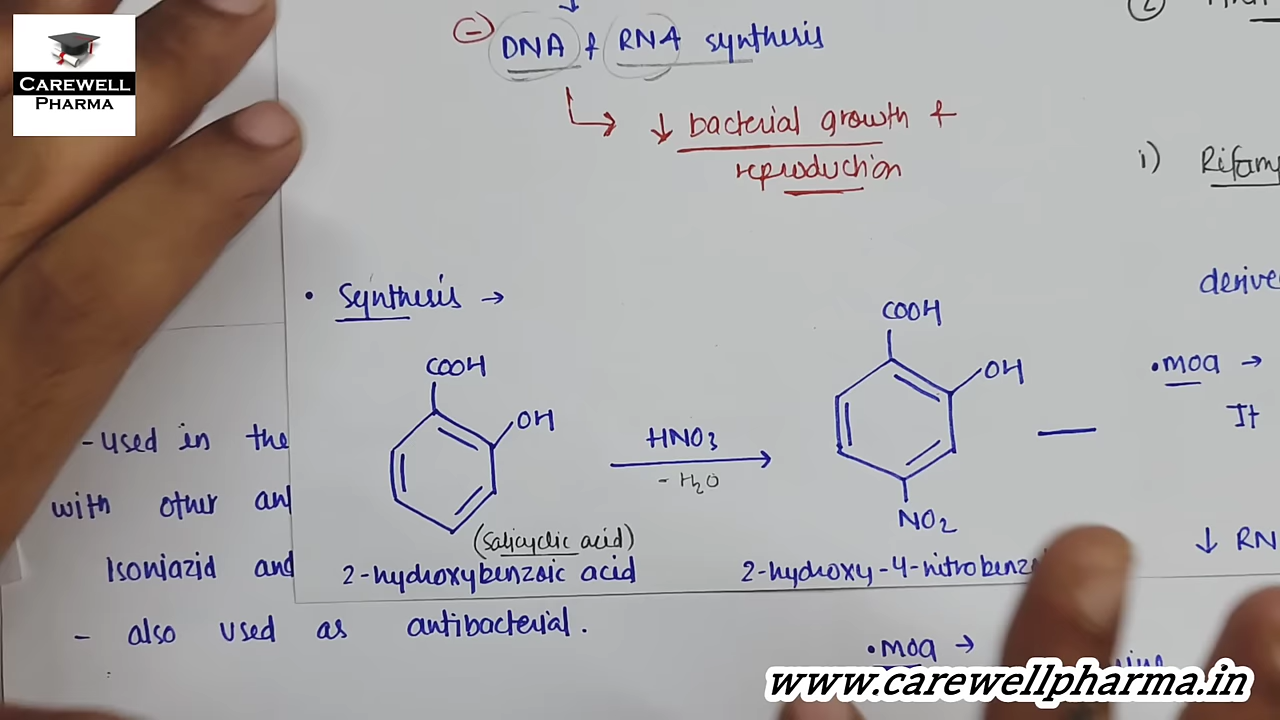 CAREWELL
PHARMA
DNA & RNA synthesis
↓ bacterial growth &
reproduction
i) Rifamp
• Synthesis →
derive
COOH
OH
HNO3
- H2O
COOH
OH
NO2
(Salicyclic acid)
2-hydroxybenzoic acid
2-hydroxy-4-nitrobenz
•MOA →
It
↓ RN
- used in the
with other an
Isoniazid and
- also used as antibacterial.
•MOA →
www.carewellpharma.in